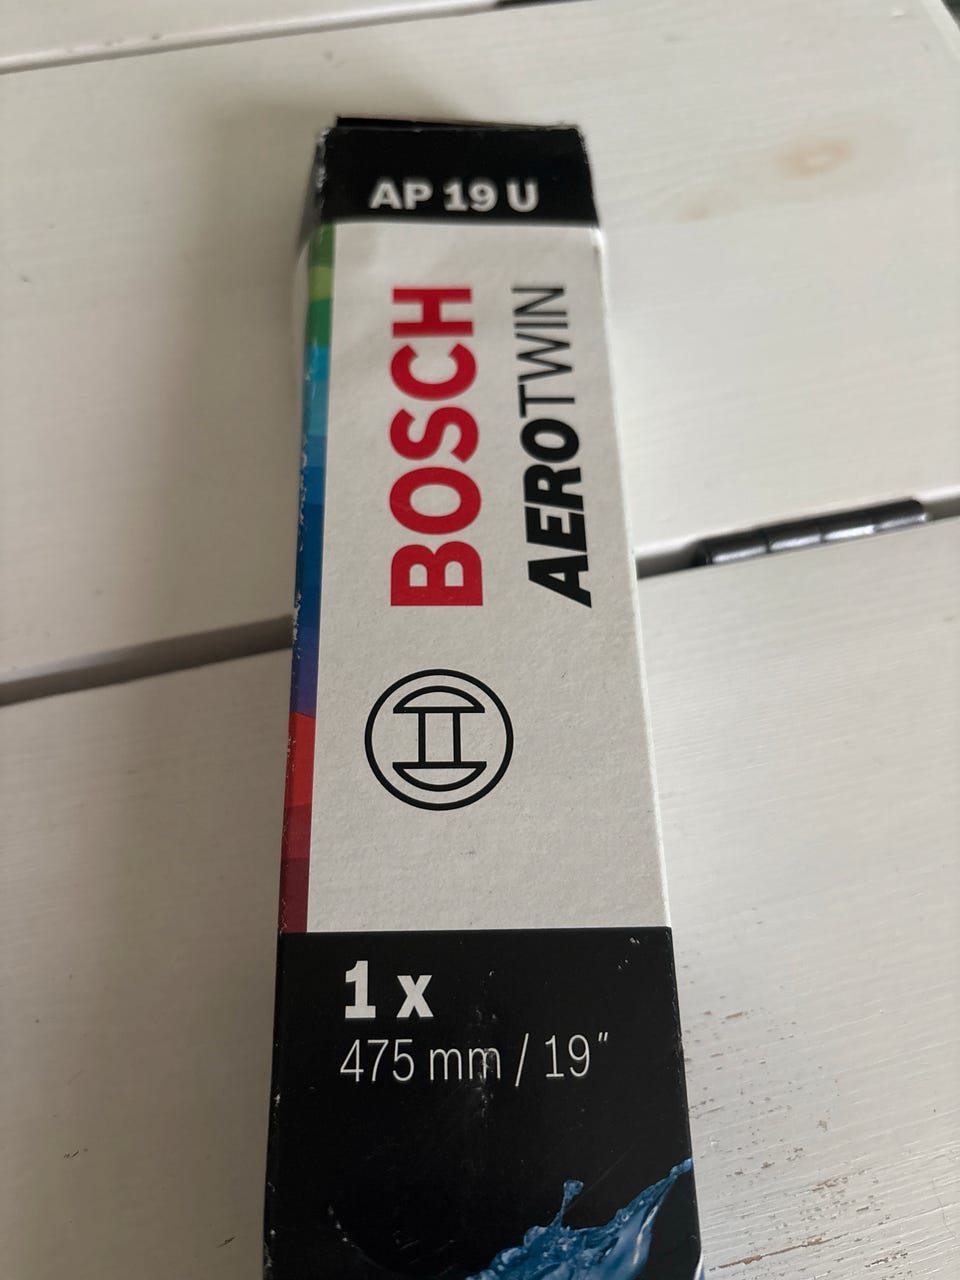 AP 19 U
BOSCH
AEROTWIN
1 x
475 mm / 19"